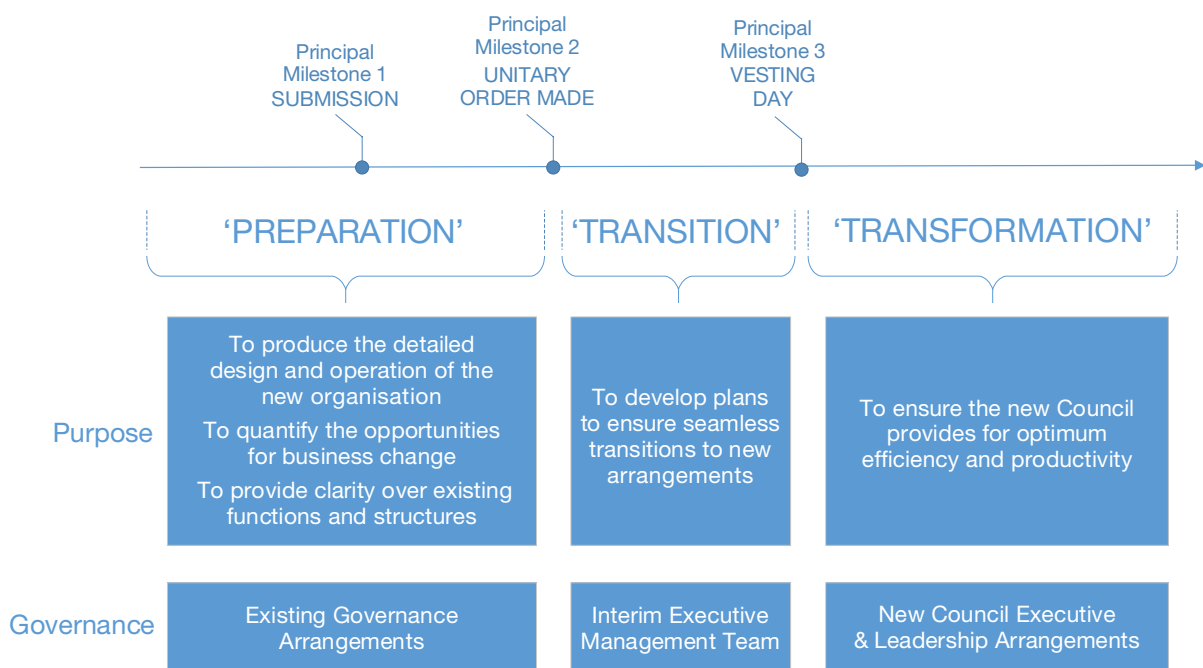 Principal
Milestone 1
SUBMISSION
Principal
Milestone 2
UNITARY
ORDER MADE
Principal
Milestone 3
VESTING
DAY
‘PREPARATION’
‘TRANSITION’
‘TRANSFORMATION’
Purpose
To produce the detailed
design and operation of the
new organisation
To quantify the opportunities
for business change
To provide clarity over existing
functions and structures
To develop plans
to ensure seamless
transitions to new
arrangements
To ensure the new Council
provides for optimum
efficiency and productivity
Governance
Existing Governance
Arrangements
Interim Executive
Management Team
New Council Executive
& Leadership Arrangements